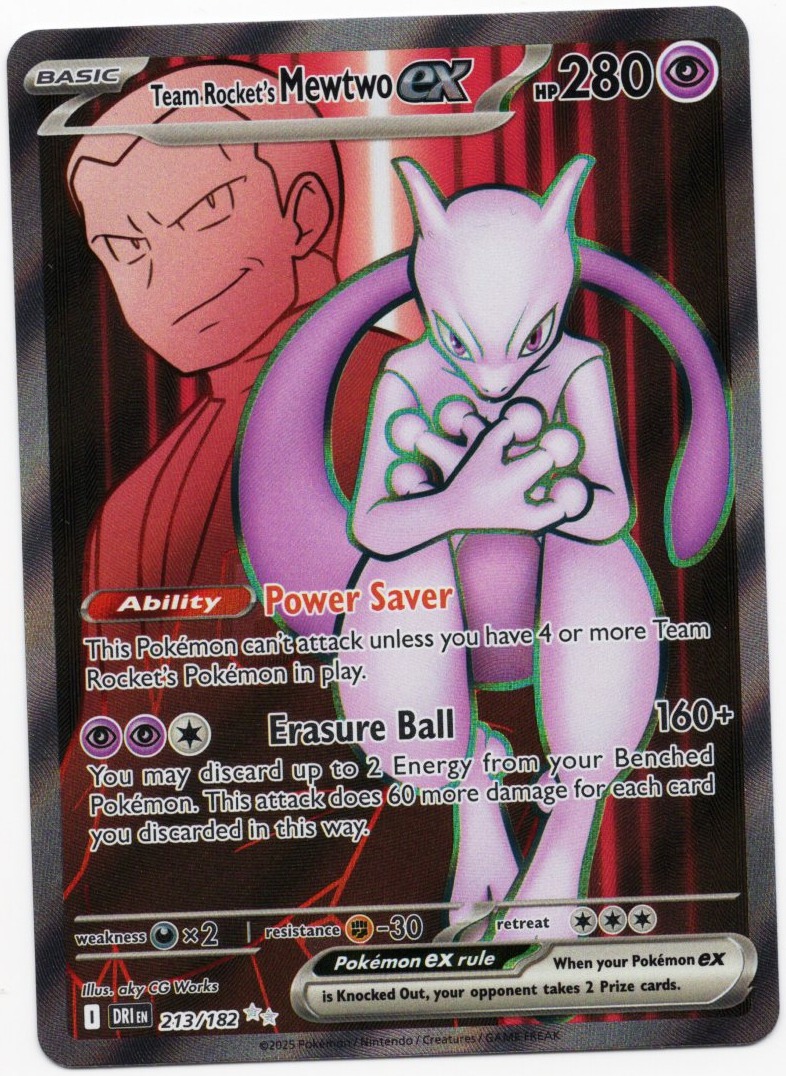 BASIC
Team Rocket's Mewtwo ex HP 280
Ability Power Saver
This Pokémon can't attack unless you have 4 or more Team
Rocket's Pokémon in play.
Erasure Ball 160+
You may discard up to 2 Energy from your Benched
Pokémon. This attack does 60 more damage for each card
you discarded in this way.
weakness ×2 resistance -30 retreat
Pokémon ex rule When your Pokémon ex
is Knocked Out, your opponent takes 2 Prize cards.
Illus. aky CG Works
I DRI EN 213/182
©2025 Pokémon / Nintendo / Creatures / GAME FREAK